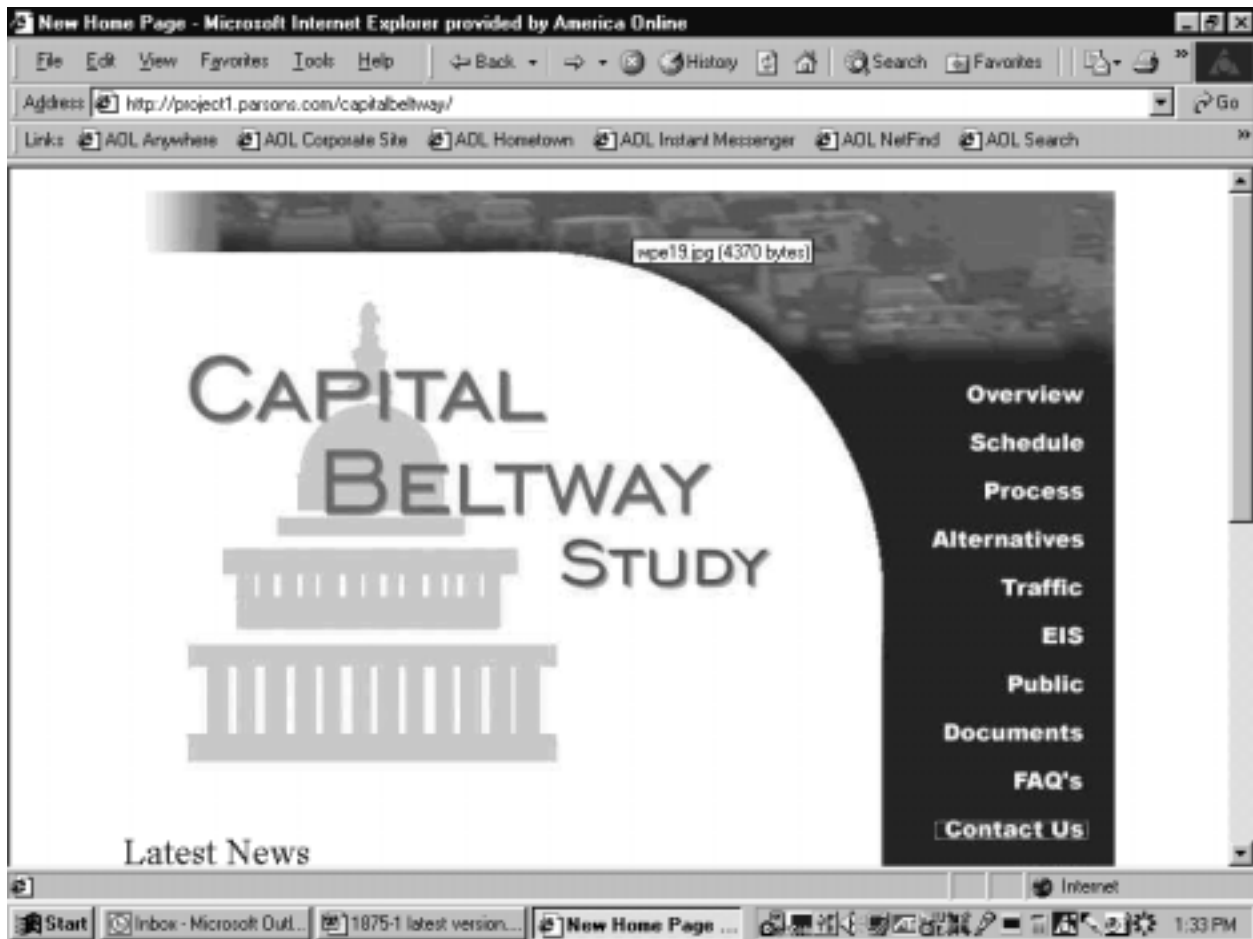 New Home Page - Microsoft Internet Explorer provided by America Online
File Edit View Favorites Tools Help Back History Search Favorites »
Address http://project1.parsons.com/capitalbeltway/ Go
Links AOL Anywhere AOL Corporate Site AOL Hometown AOL Instant Messenger AOL NetFind AOL Search »
wpe19.jpg (4370 bytes)
CAPITAL
BELTWAY
STUDY
Overview
Schedule
Process
Alternatives
Traffic
EIS
Public
Documents
FAQ's
Contact Us
Latest News
Internet
Start Inbox - Microsoft Outl... 1875-1 latest version.... New Home Page ... 1:33 PM